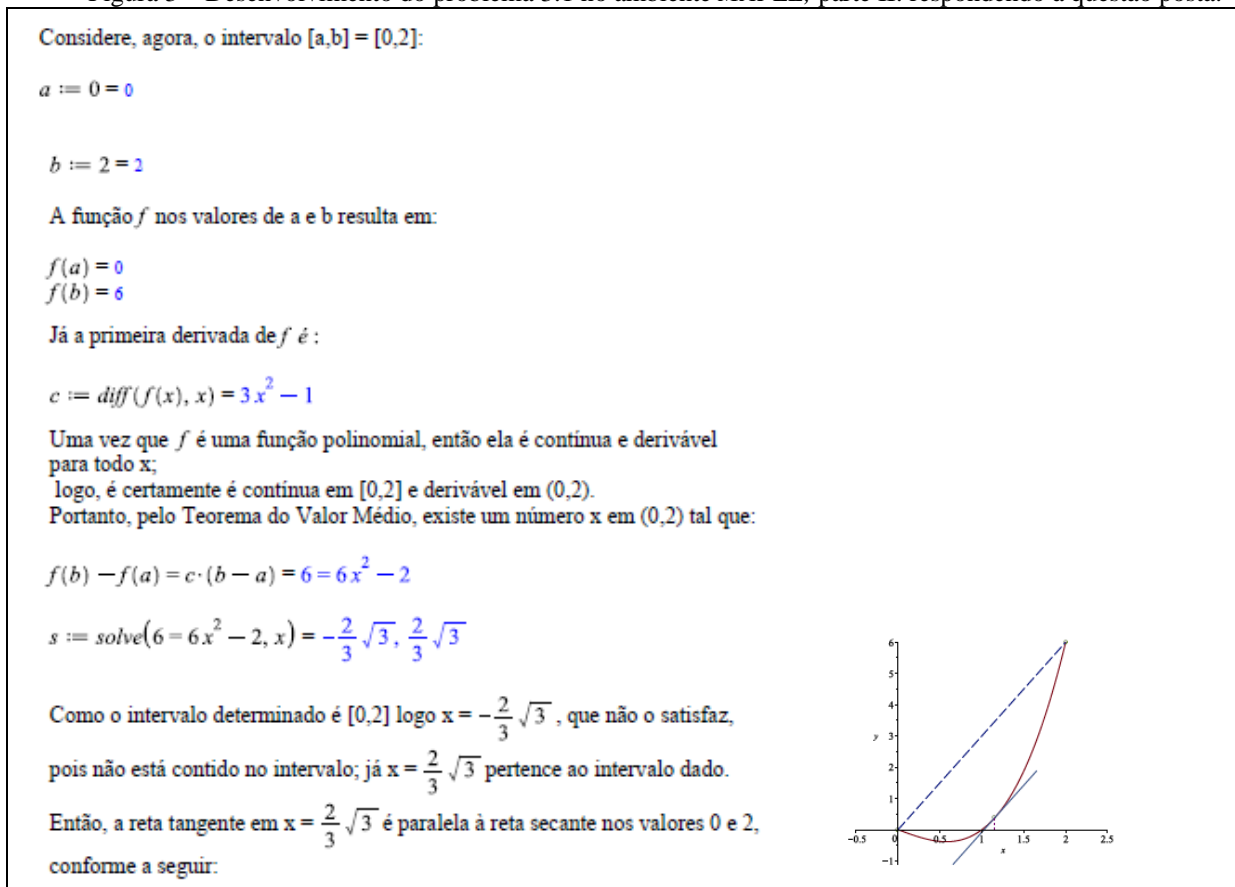 Considere, agora, o intervalo [a,b] = [0,2]:
a := 0 = 0
b := 2 = 2
A função f nos valores de a e b resulta em:
f(a) = 0
f(b) = 6
Já a primeira derivada de f é :
c := diff(f(x), x) = 3 x² − 1
Uma vez que f é uma função polinomial, então ela é contínua e derivável
para todo x;
logo, é certamente é contínua em [0,2] e derivável em (0,2).
Portanto, pelo Teorema do Valor Médio, existe um número x em (0,2) tal que:
f(b) − f(a) = c·(b − a) = 6 = 6 x² − 2
s := solve(6 = 6 x² − 2, x) = −2/3 √3, 2/3 √3
Como o intervalo determinado é [0,2] logo x = −2/3 √3 , que não o satisfaz,
pois não está contido no intervalo; já x = 2/3 √3 pertence ao intervalo dado.
Então, a reta tangente em x = 2/3 √3 é paralela à reta secante nos valores 0 e 2,
conforme a seguir:
6
5
4
y 3
2
1
−0.5 0 0.5 1 1.5 2 2.5
x
−1